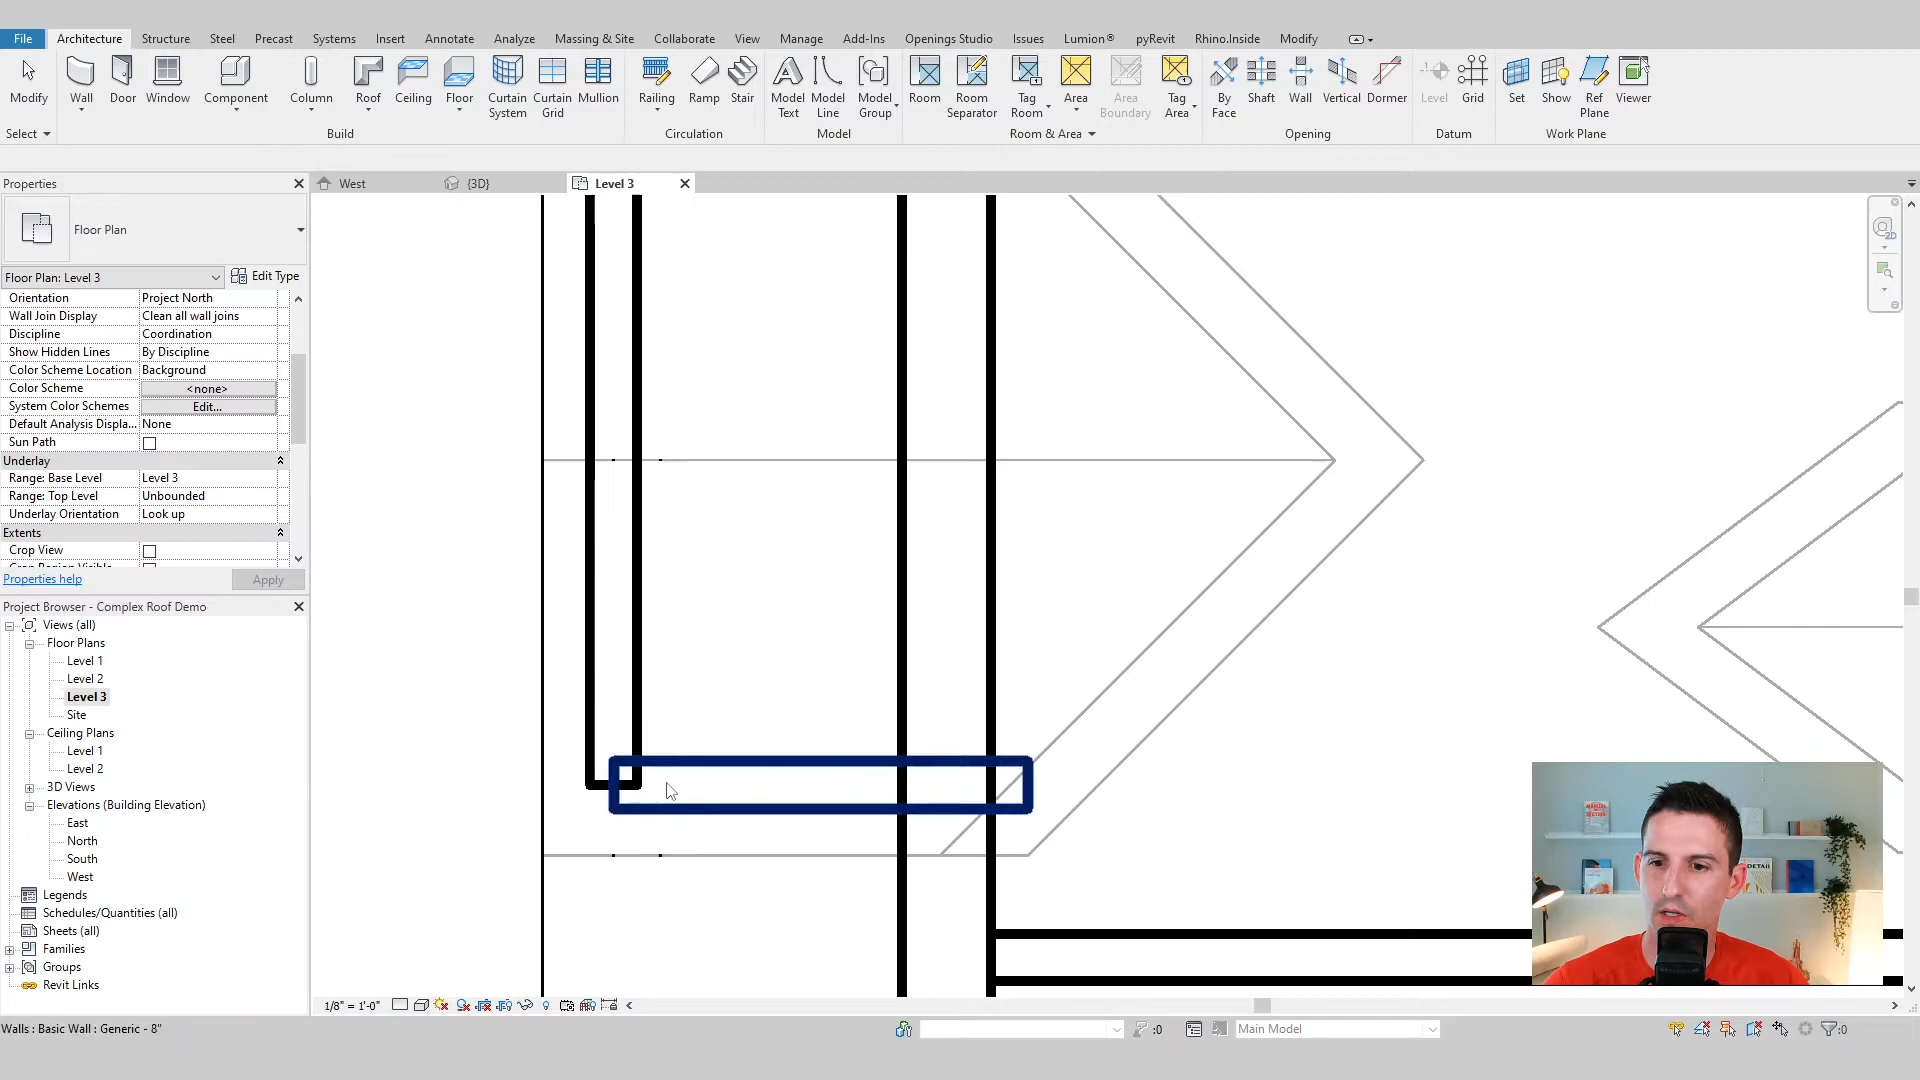 File Architecture Structure Steel Precast Systems Insert Annotate Analyze Massing & Site Collaborate View Manage Add-Ins Openings Studio Issues Lumion® pyRevit Rhino.Inside Modify
Modify Wall Door Window Component Column Roof Ceiling Floor Curtain System Curtain Grid Mullion Railing Ramp Stair Model Text Model Line Model Group Room Room Separator Tag Room Area Area Boundary Tag Area By Face Shaft Wall Vertical Dormer Level Grid Set Show Ref Plane Viewer
Select Build Circulation Model Room & Area Opening Datum Work Plane
Properties
West {3D} Level 3
Floor Plan
Floor Plan: Level 3 Edit Type
Orientation Project North
Wall Join Display Clean all wall joins
Discipline Coordination
Show Hidden Lines By Discipline
Color Scheme Location Background
Color Scheme <none>
System Color Schemes Edit...
Default Analysis Displa... None
Sun Path
Underlay
Range: Base Level Level 3
Range: Top Level Unbounded
Underlay Orientation Look up
Extents
Crop View
Properties help Apply
Project Browser - Complex Roof Demo
Views (all)
Floor Plans
Level 1
Level 2
Level 3
Site
Ceiling Plans
Level 1
Level 2
3D Views
Elevations (Building Elevation)
East
North
South
West
Legends
Schedules/Quantities (all)
Sheets (all)
Families
Groups
Revit Links
2D
DETAIL
1/8" = 1'-0"
Walls : Basic Wall : Generic - 8"
:0
Main Model
:0